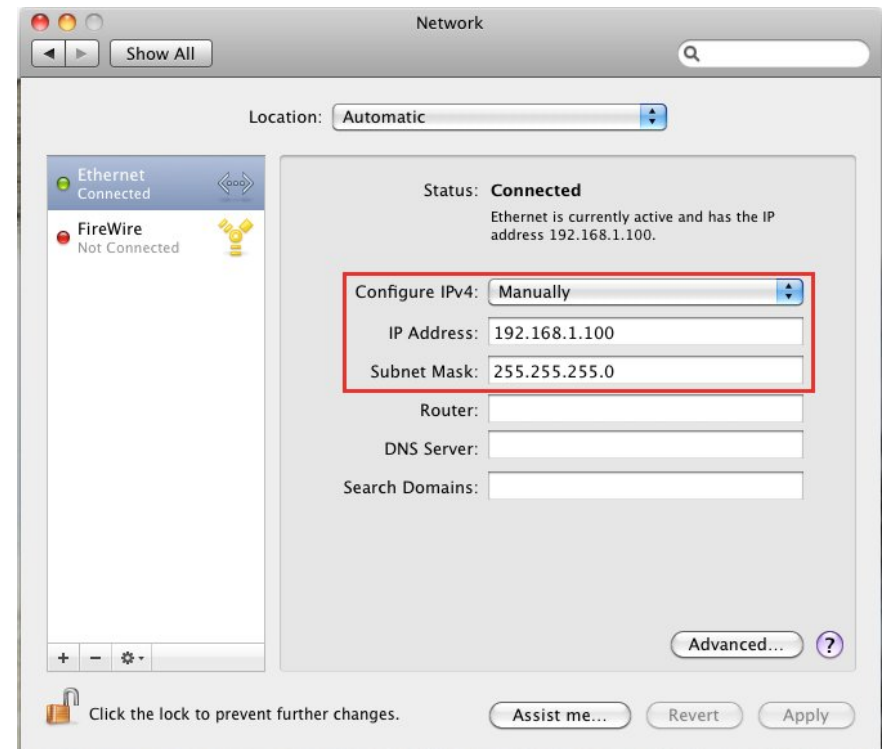 Network
Show All
Location: Automatic
Ethernet
Connected
FireWire
Not Connected
Status: Connected
Ethernet is currently active and has the IP
address 192.168.1.100.
Configure IPv4: Manually
IP Address: 192.168.1.100
Subnet Mask: 255.255.255.0
Router:
DNS Server:
Search Domains:
Advanced... ?
+ −
Click the lock to prevent further changes.
Assist me... Revert Apply